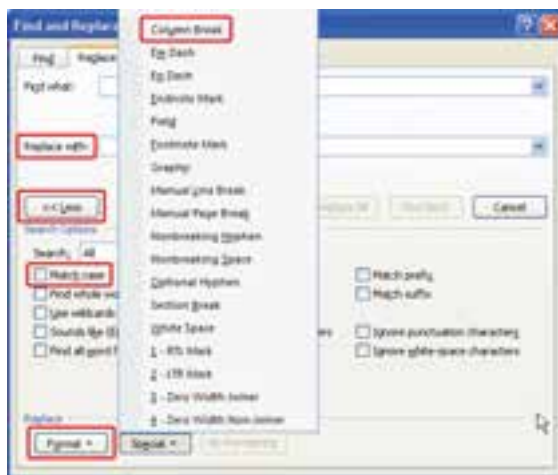 Find and Replace
Find
Replace
Find what:
Replace with:
<< Less
Cancel
Search Options
Search: All
Match case
Find whole wo
Use wildcards
Sounds like (E
Find all word f
Match prefix
Match suffix
Ignore punctuation characters
Ignore white-space characters
Replace
Format
Special
No Formatting
Column Break
Em Dash
En Dash
Endnote Mark
Field
Footnote Mark
Graphic
Manual Line Break
Manual Page Break
Nonbreaking Hyphen
Nonbreaking Space
Optional Hyphen
Section Break
White Space
1 - RTL Mark
2 - LTR Mark
3 - Zero Width Joiner
4 - Zero Width Non-Joiner